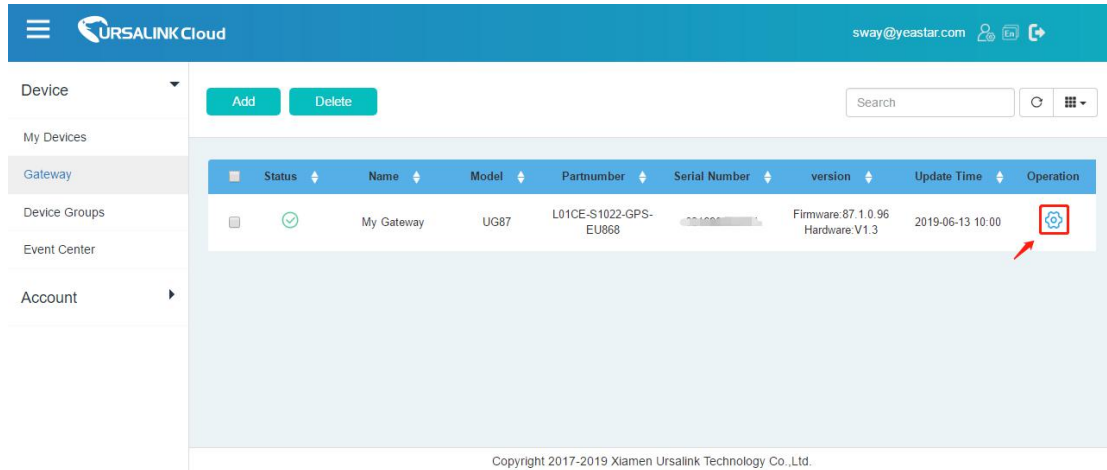 URSALINK Cloud
sway@yeastar.com
En
Device
Add
Delete
Search
My Devices
Gateway
Status
Name
Model
Partnumber
Serial Number
version
Update Time
Operation
Device Groups
My Gateway
UG87
L01CE-S1022-GPS-
EU868
Firmware:87.1.0.96
Hardware:V1.3
2019-06-13 10:00
Event Center
Account
Copyright 2017-2019 Xiamen Ursalink Technology Co.,Ltd.